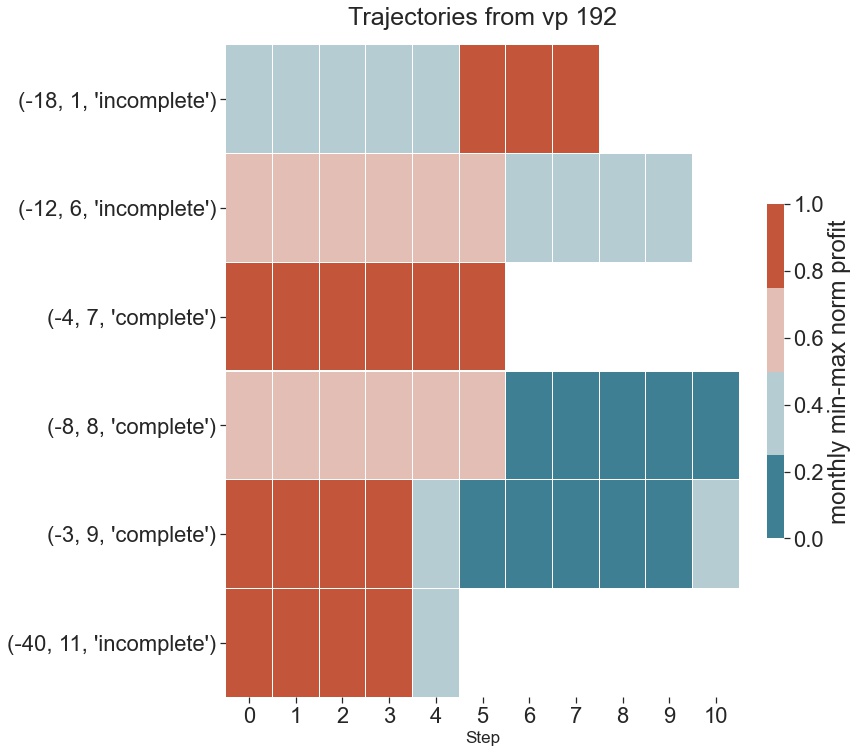 Trajectories from vp 192
(-18, 1, 'incomplete')
(-12, 6, 'incomplete')
(-4, 7, 'complete')
(-8, 8, 'complete')
(-3, 9, 'complete')
(-40, 11, 'incomplete')
0 1 2 3 4 5 6 7 8 9 10
Step
1.0
0.8
0.6
0.4
0.2
0.0
monthly min-max norm profit